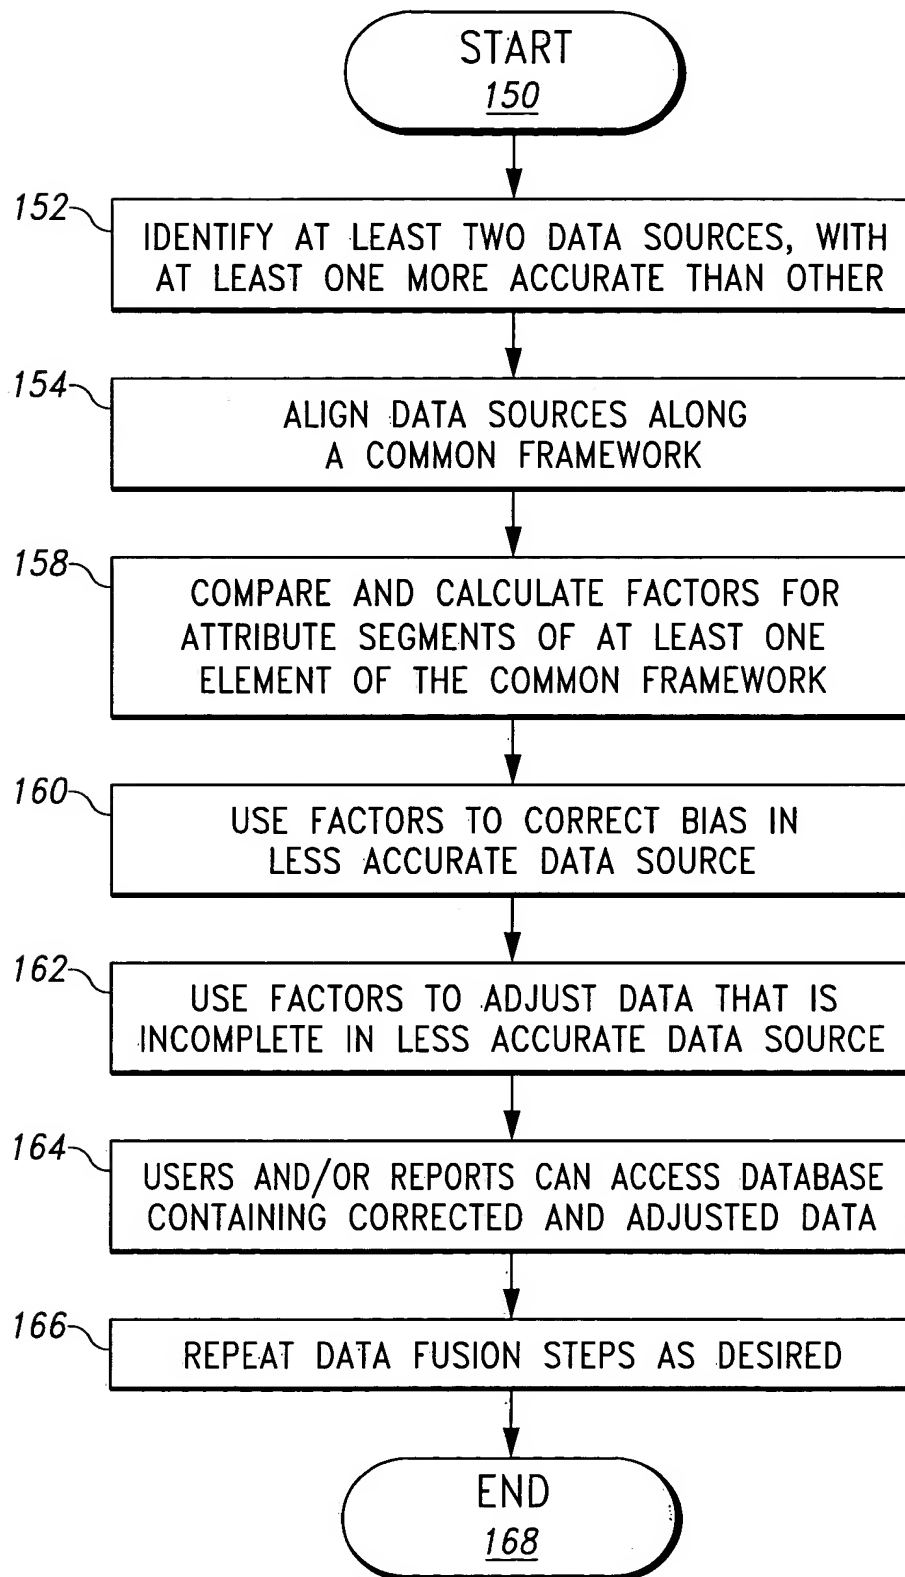 START
150
152
IDENTIFY AT LEAST TWO DATA SOURCES, WITH
AT LEAST ONE MORE ACCURATE THAN OTHER
154
ALIGN DATA SOURCES ALONG
A COMMON FRAMEWORK
158
COMPARE AND CALCULATE FACTORS FOR
ATTRIBUTE SEGMENTS OF AT LEAST ONE
ELEMENT OF THE COMMON FRAMEWORK
160
USE FACTORS TO CORRECT BIAS IN
LESS ACCURATE DATA SOURCE
162
USE FACTORS TO ADJUST DATA THAT IS
INCOMPLETE IN LESS ACCURATE DATA SOURCE
164
USERS AND/OR REPORTS CAN ACCESS DATABASE
CONTAINING CORRECTED AND ADJUSTED DATA
166
REPEAT DATA FUSION STEPS AS DESIRED
END
168